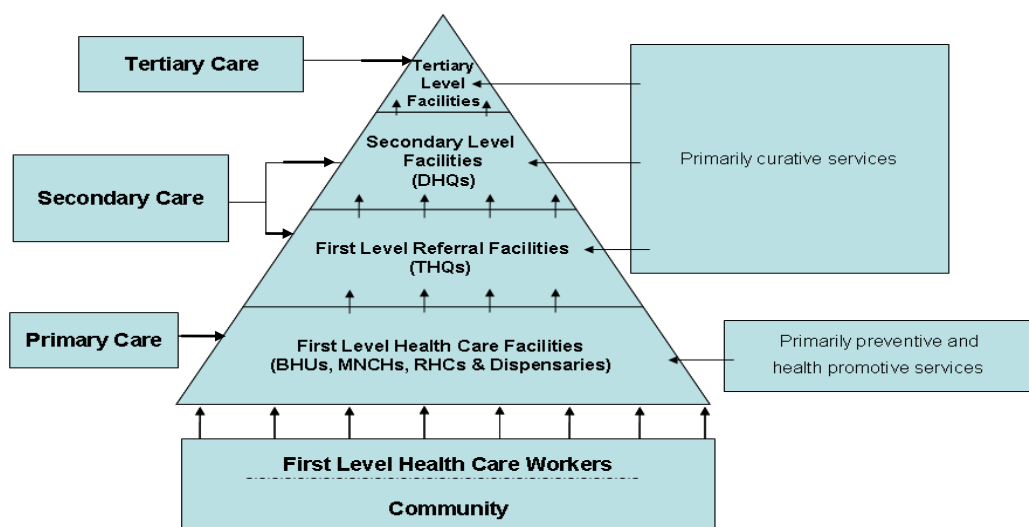 Tertiary Care
Tertiary
Level
Facilities
Secondary Level
Facilities
(DHQs)
Primarily curative services
Secondary Care
First Level Referral Facilities
(THQs)
Primary Care
First Level Health Care Facilities
(BHUs, MNCHs, RHCs & Dispensaries)
Primarily preventive and
health promotive services
First Level Health Care Workers
Community